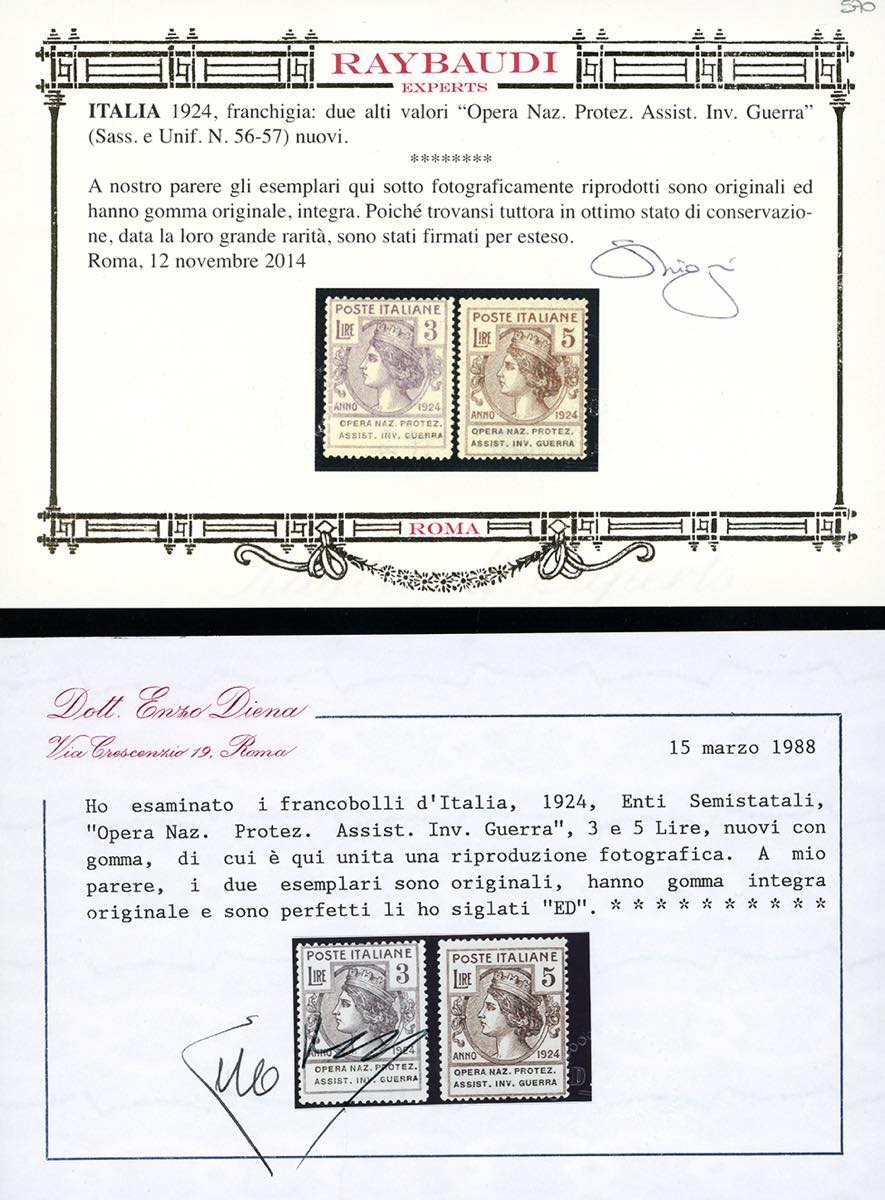 570
RAYBAUDI
EXPERTS
ITALIA 1924, franchigia: due alti valori “Opera Naz. Protez. Assist. Inv. Guerra”
(Sass. e Unif. N. 56-57) nuovi.
********
A nostro parere gli esemplari qui sotto fotograficamente riprodotti sono originali ed
hanno gomma originale, integra. Poiché trovansi tuttora in ottimo stato di conservazio-
ne, data la loro grande rarità, sono stati firmati per esteso.
Roma, 12 novembre 2014
POSTE ITALIANE
LIRE 3
ANNO 1924
OPERA NAZ. PROTEZ.
ASSIST. INV. GUERRA
POSTE ITALIANE
LIRE 5
ANNO 1924
OPERA NAZ. PROTEZ.
ASSIST. INV. GUERRA
ROMA
Dott. Enzo Diena
Via Crescenzio 19, Roma
15 marzo 1988
Ho esaminato i francobolli d'Italia, 1924, Enti Semistatali,
"Opera Naz. Protez. Assist. Inv. Guerra", 3 e 5 Lire, nuovi con
gomma, di cui è qui unita una riproduzione fotografica. A mio
parere, i due esemplari sono originali, hanno gomma integra
originale e sono perfetti li ho siglati "ED". * * * * * * * * * *
POSTE ITALIANE
LIRE 3
ANNO 1924
OPERA NAZ. PROTEZ.
ASSIST. INV. GUERRA
POSTE ITALIANE
LIRE 5
ANNO 1924
OPERA NAZ. PROTEZ.
ASSIST. INV. GUERRA